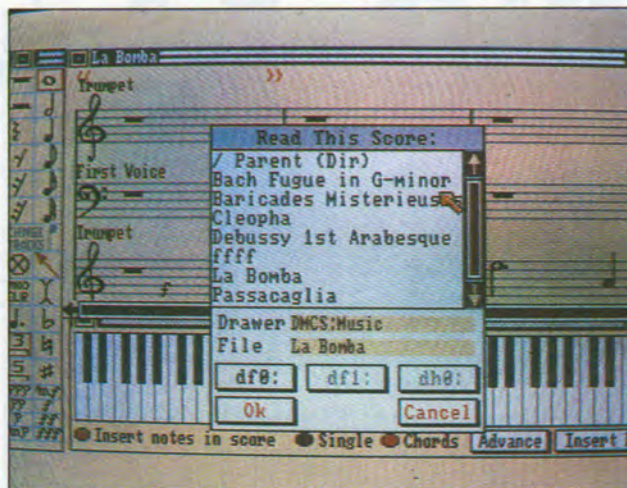 La Bomba
Trumpet
First Voice
Trumpet
Read This Score:
/ Parent (Dir)
Bach Fugue in G-minor
Baricades Misterieus
Cleopha
Debussy 1st Arabesque
ffff
La Bomba
Passacaglia
Drawer DMCS:Music
File La Bomba
df0: df1: dh0:
Ok Cancel
Insert notes in score Single Chords Advance Insert